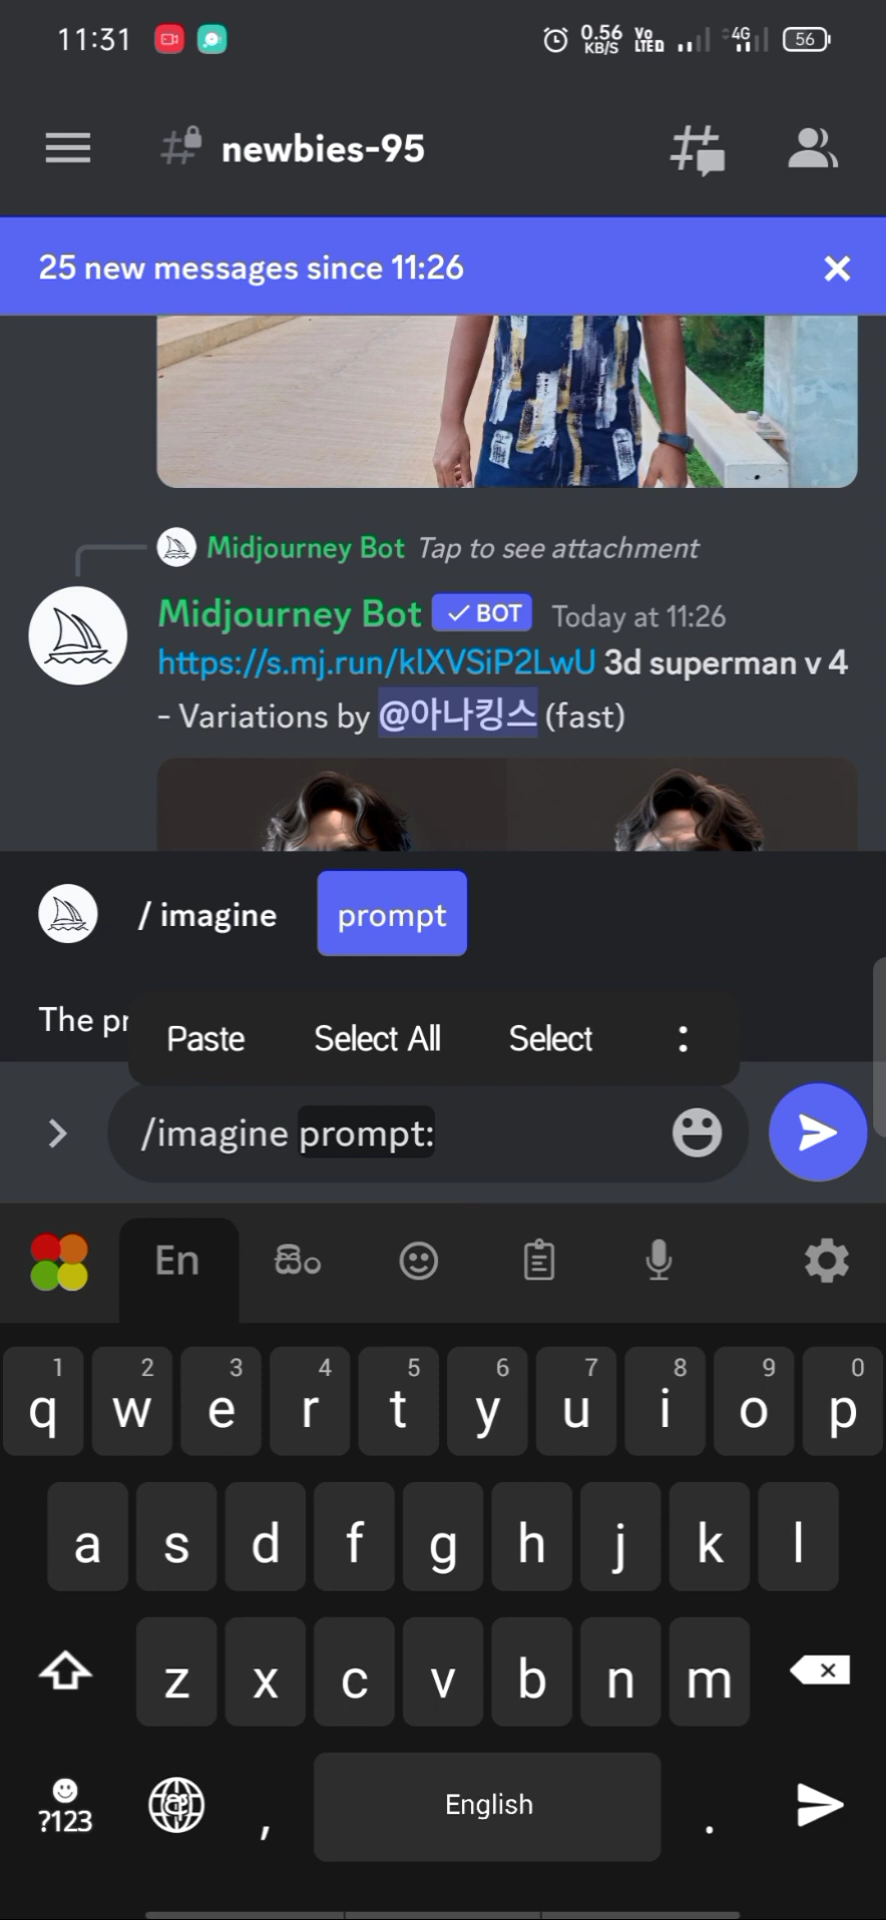 11:31 0.56 KB/S Vo LTED 4G 56
newbies-95
25 new messages since 11:26
Midjourney Bot Tap to see attachment
Midjourney Bot BOT Today at 11:26
https://s.mj.run/klXVSiP2LwU 3d superman v 4
- Variations by @아나킹스 (fast)
/ imagine prompt
The pr
Paste Select All Select :
/imagine prompt:
En සිං
1 2 3 4 5 6 7 8 9 0
q w e r t y u i o p
a s d f g h j k l
z x c v b n m
?123 , English .